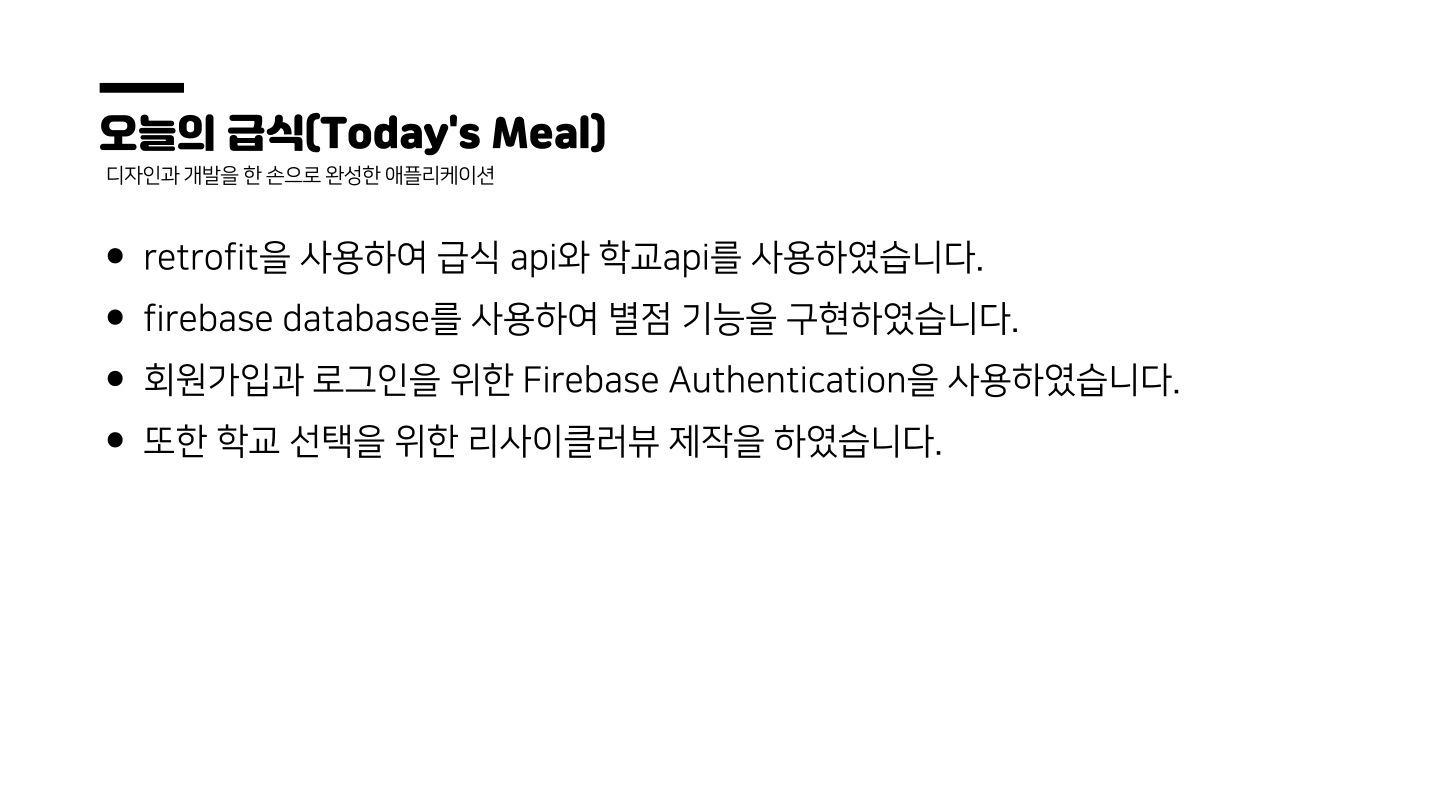 오늘의 급식(Today's Meal)
디자인과 개발을 한 손으로 완성한 애플리케이션
• retrofit을 사용하여 급식 api와 학교api를 사용하였습니다.
• firebase database를 사용하여 별점 기능을 구현하였습니다.
• 회원가입과 로그인을 위한 Firebase Authentication을 사용하였습니다.
• 또한 학교 선택을 위한 리사이클러뷰 제작을 하였습니다.